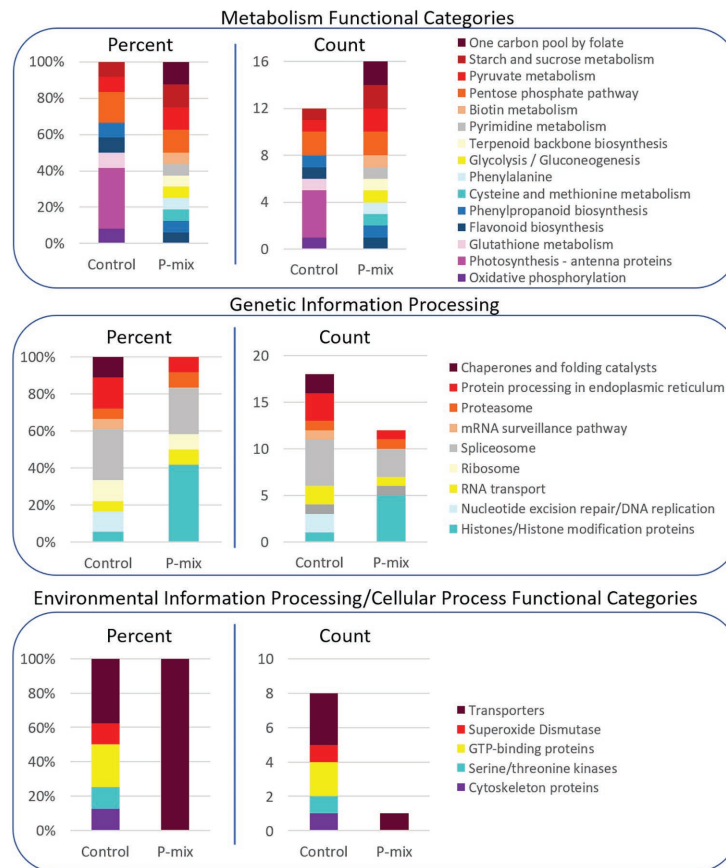 Metabolism Functional Categories
Percent
Count
100%
80%
60%
40%
20%
0%
Control
P-mix
16
12
8
4
0
Control
P-mix
One carbon pool by folate
Starch and sucrose metabolism
Pyruvate metabolism
Pentose phosphate pathway
Biotin metabolism
Pyrimidine metabolism
Terpenoid backbone biosynthesis
Glycolysis / Gluconeogenesis
Phenylalanine
Cysteine and methionine metabolism
Phenylpropanoid biosynthesis
Flavonoid biosynthesis
Glutathione metabolism
Photosynthesis - antenna proteins
Oxidative phosphorylation
Genetic Information Processing
Percent
Count
100%
80%
60%
40%
20%
0%
Control
P-mix
20
15
10
5
0
Control
P-mix
Chaperones and folding catalysts
Protein processing in endoplasmic reticulum
Proteasome
mRNA surveillance pathway
Spliceosome
Ribosome
RNA transport
Nucleotide excision repair/DNA replication
Histones/Histone modification proteins
Environmental Information Processing/Cellular Process Functional Categories
Percent
Count
100%
80%
60%
40%
20%
0%
Control
P-mix
10
8
6
4
2
0
Control
P-mix
Transporters
Superoxide Dismutase
GTP-binding proteins
Serine/threonine kinases
Cytoskeleton proteins